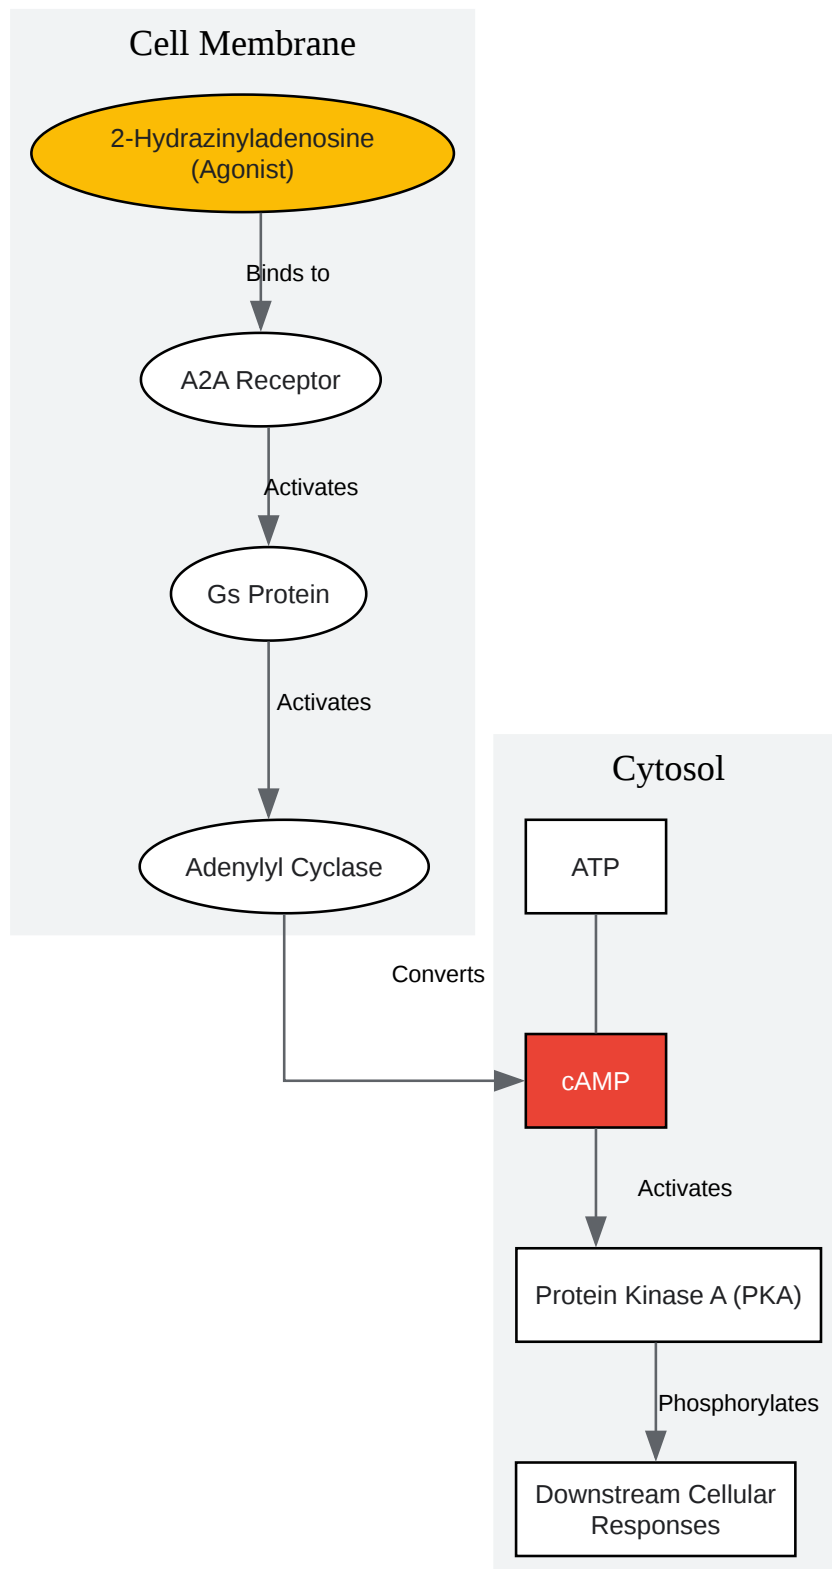 Cell Membrane
2-Hydrazinyladenosine
(Agonist)
Binds to
A2A Receptor
Activates
Gs Protein
Activates
Adenylyl Cyclase
Cytosol
ATP
Converts
cAMP
Activates
Protein Kinase A (PKA)
Phosphorylates
Downstream Cellular
Responses